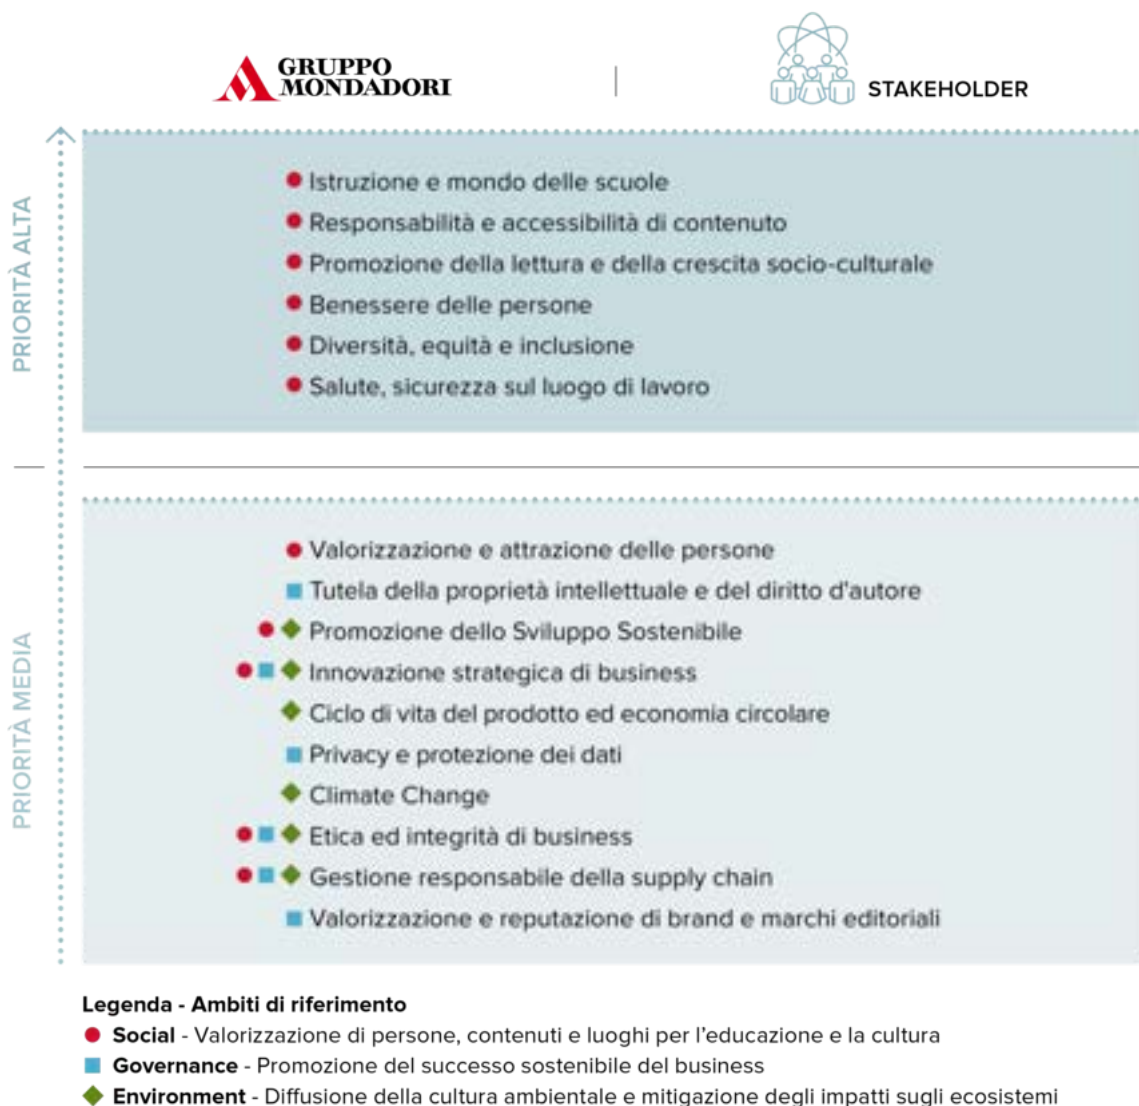 GRUPPO
MONDADORI
STAKEHOLDER
PRIORITÀ ALTA
Istruzione e mondo delle scuole
Responsabilità e accessibilità di contenuto
Promozione della lettura e della crescita socio-culturale
Benessere delle persone
Diversità, equità e inclusione
Salute, sicurezza sul luogo di lavoro
PRIORITÀ MEDIA
Valorizzazione e attrazione delle persone
Tutela della proprietà intellettuale e del diritto d'autore
Promozione dello Sviluppo Sostenibile
Innovazione strategica di business
Ciclo di vita del prodotto ed economia circolare
Privacy e protezione dei dati
Climate Change
Etica ed integrità di business
Gestione responsabile della supply chain
Valorizzazione e reputazione di brand e marchi editoriali
Legenda - Ambiti di riferimento
Social - Valorizzazione di persone, contenuti e luoghi per l'educazione e la cultura
Governance - Promozione del successo sostenibile del business
Environment - Diffusione della cultura ambientale e mitigazione degli impatti sugli ecosistemi